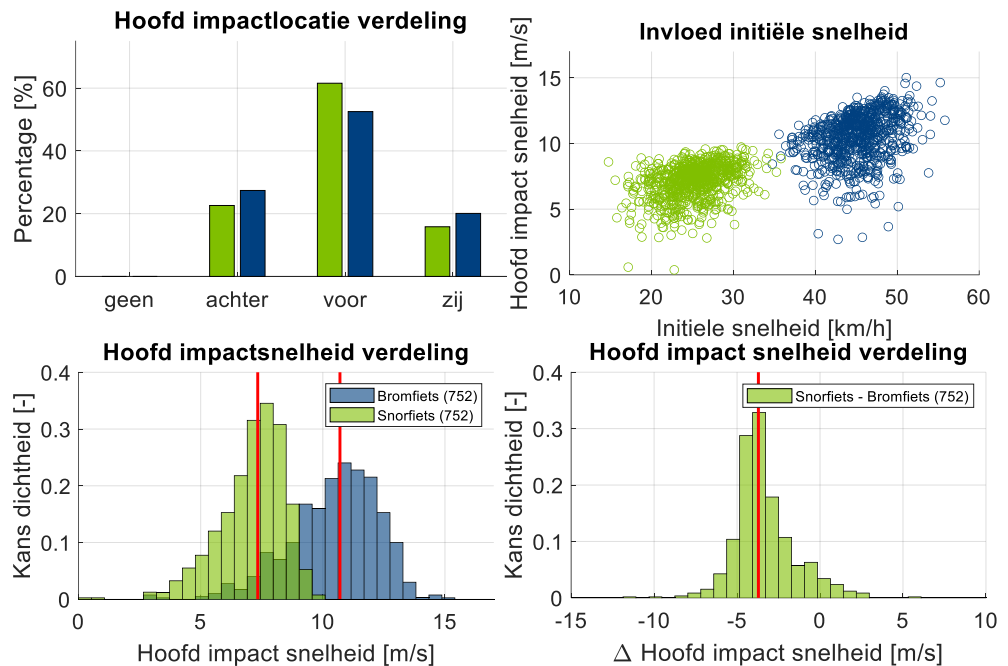 Hoofd impactlocatie verdeling
Percentage [%]
60
40
20
0
geen achter voor zij
Invloed initiële snelheid
Hoofd impact snelheid [m/s]
15
10
5
0
10 20 30 40 50 60
Initiele snelheid [km/h]
Hoofd impactsnelheid verdeling
Kans dichtheid [-]
0.4
0.3
0.2
0.1
0
Bromfiets (752)
Snorfiets (752)
0 5 10 15
Hoofd impact snelheid [m/s]
Hoofd impact snelheid verdeling
Kans dichtheid [-]
0.4
0.3
0.2
0.1
0
Snorfiets - Bromfiets (752)
-15 -10 -5 0 5 10
Δ Hoofd impact snelheid [m/s]